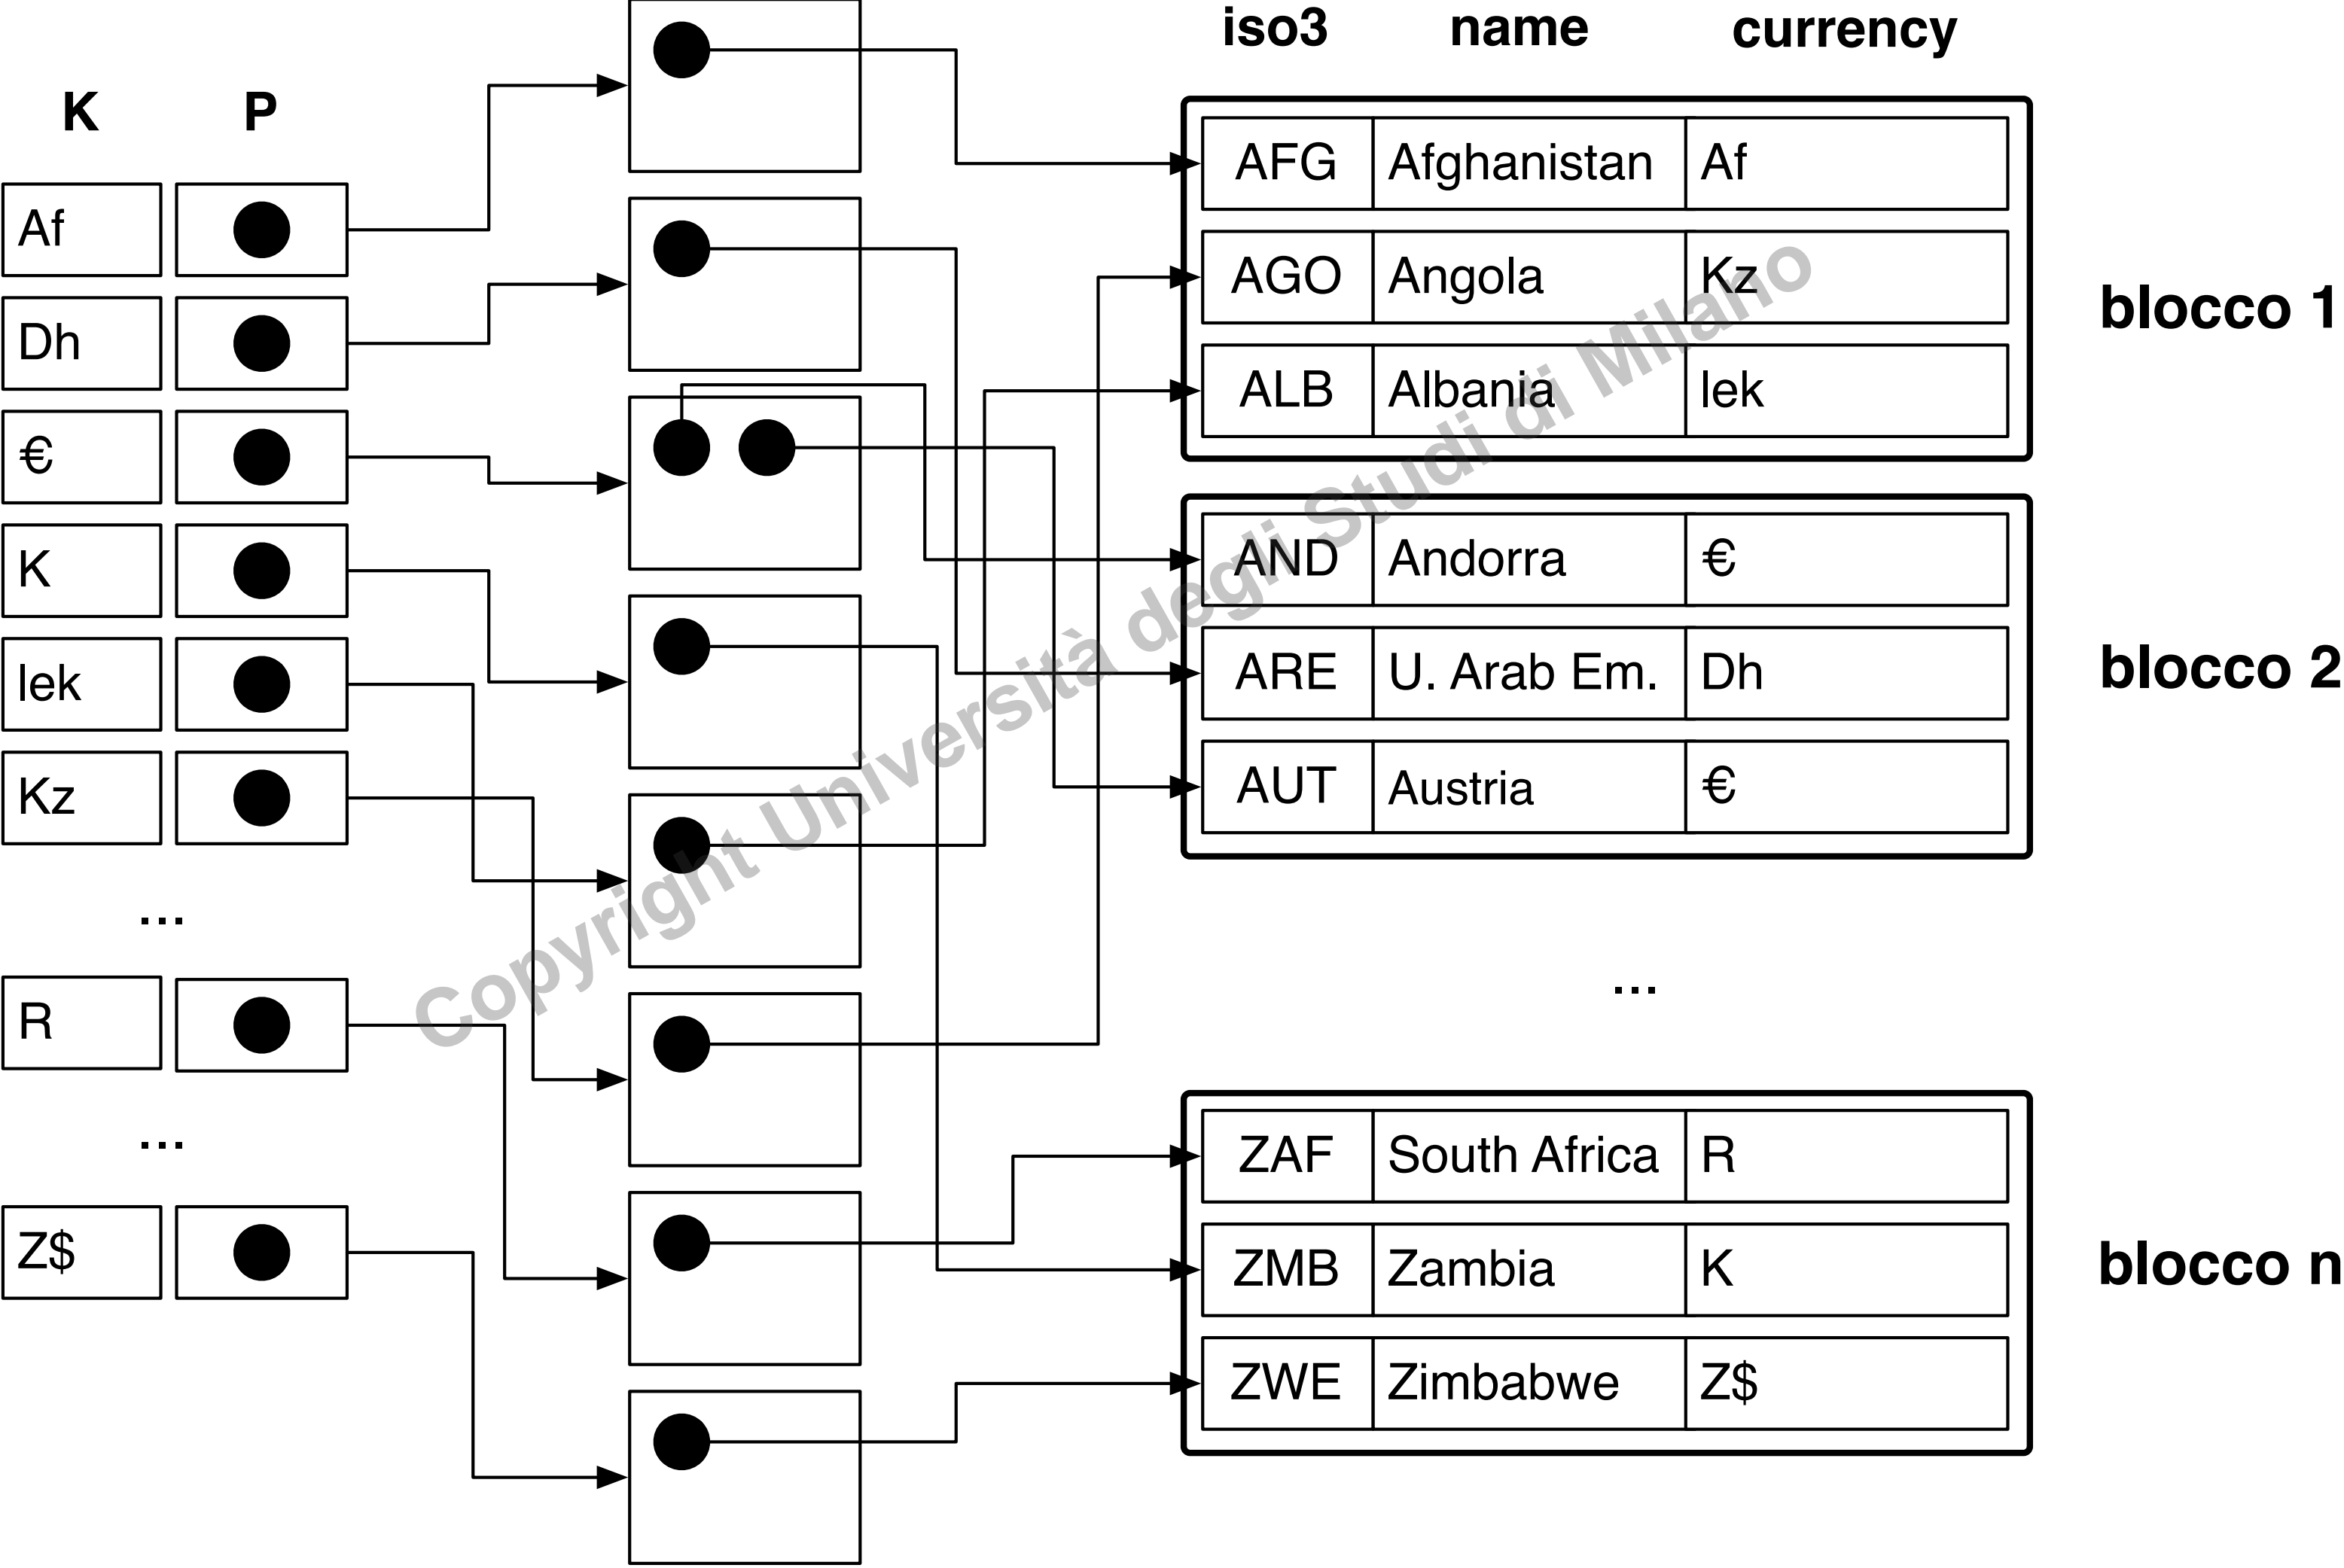 iso3 name currency
K P
Af
Dh
€
K
lek
Kz
...
R
...
Z$
AFG Afghanistan Af
AGO Angola Kz
ALB Albania lek
blocco 1
AND Andorra €
ARE U. Arab Em. Dh
AUT Austria €
blocco 2
...
ZAF South Africa R
ZMB Zambia K
ZWE Zimbabwe Z$
blocco n
Copyright Università degli Studi di Milano